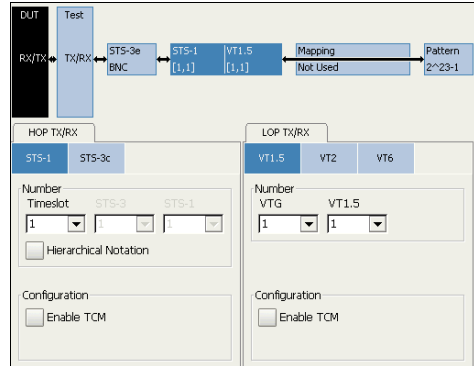 DUT Test
RX/TX TX/RX STS-3e STS-1 VT1.5 Mapping Pattern
BNC [1,1] [1,1] Not Used 2^23-1
HOP TX/RX
STS-1 STS-3c
Number
Timeslot STS-3 STS-1
1 1 1
Hierarchical Notation
Configuration
Enable TCM
LOP TX/RX
VT1.5 VT2 VT6
Number
VTG VT1.5
1 1
Configuration
Enable TCM